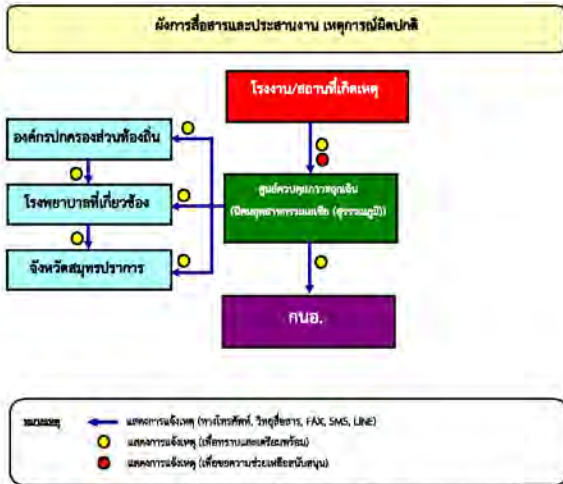 ผังการสื่อสารและประสานงาน เหตุการณ์ผิดปกติ
โรงงาน/สถานที่เกิดเหตุ
องค์กรปกครองส่วนท้องถิ่น
ศูนย์ควบคุมภาวะฉุกเฉิน
(นิคมอุตสาหกรรมเอเชีย (สุวรรณภูมิ))
โรงพยาบาลที่เกี่ยวข้อง
จังหวัดสมุทรปราการ
กนอ.
หมายเหตุ
แสดงการแจ้งเหตุ (ทางโทรศัพท์, วิทยุสื่อสาร, FAX, SMS, LINE)
แสดงการแจ้งเหตุ (เพื่อทราบและเตรียมพร้อม)
แสดงการแจ้งเหตุ (เพื่อขอความช่วยเหลือสนับสนุน)